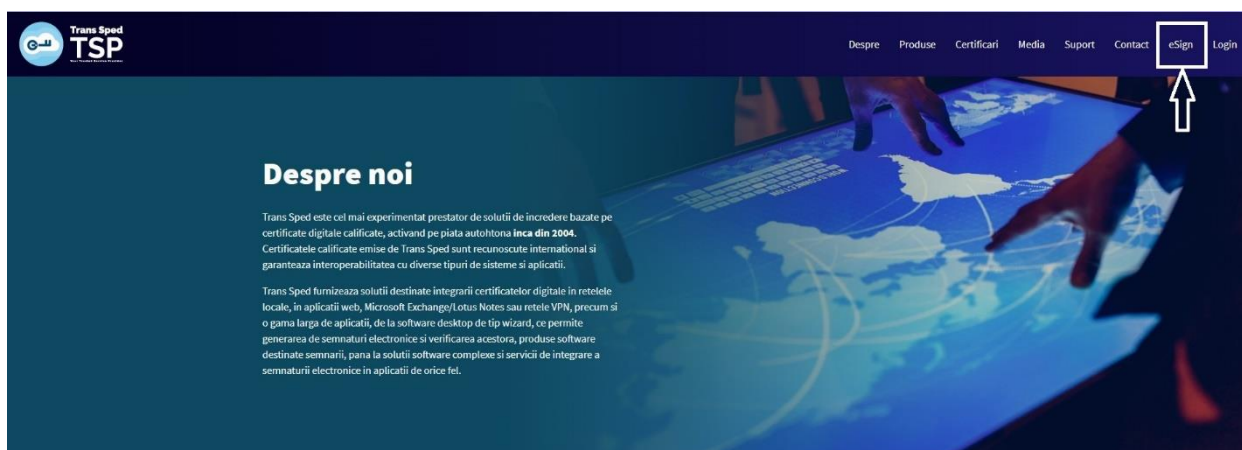 Trans Sped
TSP
Your Trusted Services Provider
Despre Produse Certificari Media Suport Contact eSign Login
Despre noi
Trans Sped este cel mai experimentat prestator de solutii de incredere bazate pe
certificate digitale calificate, activand pe piata autohtona inca din 2004.
Certificatele calificate emise de Trans Sped sunt recunoscute international si
garanteaza interoperabilitatea cu diverse tipuri de sisteme si aplicatii.
Trans Sped furnizeaza solutii destinate integrarii certificatelor digitale in retelele
locale, in aplicatii web, Microsoft Exchange/Lotus Notes sau retele VPN, precum si
o gama larga de aplicatii, de la software desktop de tip wizard, ce permite
generarea de semnaturi electronice si verificarea acestora, produse software
destinate semnarii, pana la solutii software complexe si servicii de integrare a
semnaturii electronice in aplicatii de orice fel.